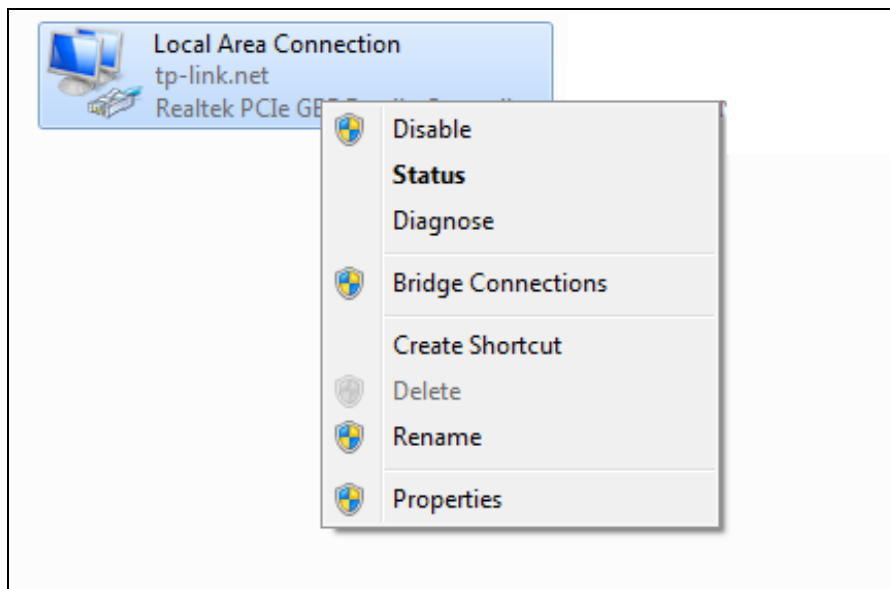 Local Area Connection
tp-link.net
Realtek PCIe
Disable
Status
Diagnose
Bridge Connections
Create Shortcut
Delete
Rename
Properties